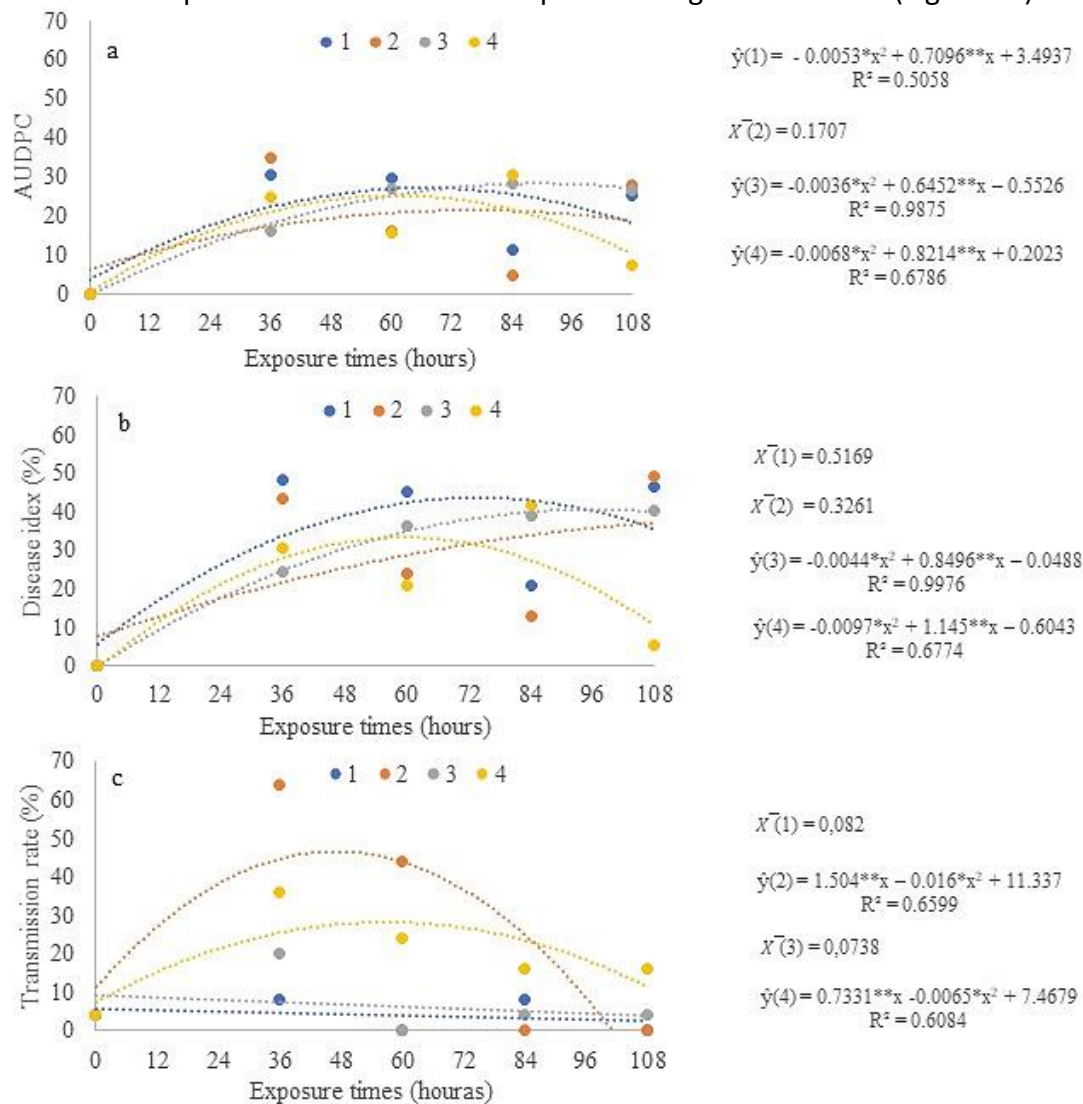 a
1 2 3 4
70
60
50
40
30
20
10
0
AUDPC
0 12 24 36 48 60 72 84 96 108
Exposure times (hours)
ŷ(1) = - 0.0053*x² + 0.7096**x + 3.4937
R² = 0.5058
X̄(2) = 0.1707
ŷ(3) = -0.0036*x² + 0.6452**x – 0.5526
R² = 0.9875
ŷ(4) = -0.0068*x² + 0.8214**x + 0.2023
R² = 0.6786
b
1 2 3 4
70
60
50
40
30
20
10
0
Disease idex (%)
0 12 24 36 48 60 72 84 96 108
Exposure times (hours)
X̄(1) = 0.5169
X̄(2) = 0.3261
ŷ(3) = -0.0044*x² + 0.8496**x – 0.0488
R² = 0.9976
ŷ(4) = -0.0097*x² + 1.145**x – 0.6043
R² = 0.6774
c
1 2 3 4
70
60
50
40
30
20
10
0
Transmission rate (%)
0 12 24 36 48 60 72 84 96 108
Exposure times (houras)
X̄(1) = 0,082
ŷ(2) = 1.504**x – 0.016*x² + 11.337
R² = 0.6599
X̄(3) = 0,0738
ŷ(4) = 0.7331**x -0.0065*x² + 7.4679
R² = 0.6084